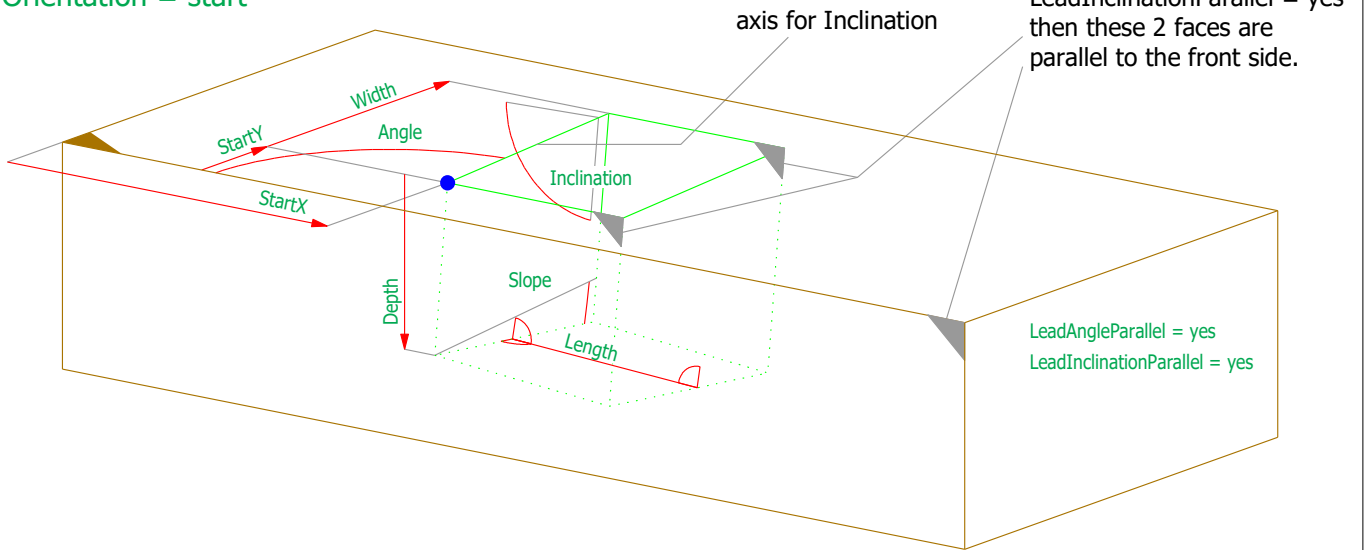 Orientation = start
axis for Inclination
LeadInclinationParallel = yes
then these 2 faces are
parallel to the front side.
Width
StartY
Angle
Inclination
StartX
Depth
Slope
Length
LeadAngleParallel = yes
LeadInclinationParallel = yes